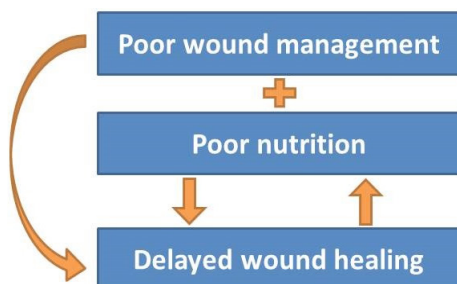 Poor wound management
Poor nutrition
Delayed wound healing